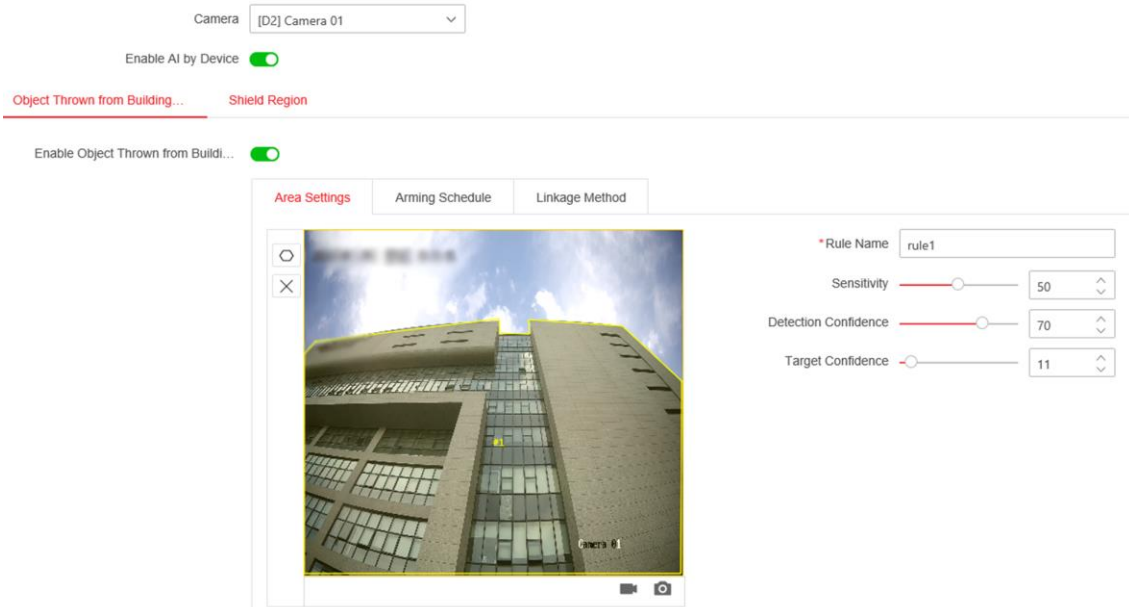 Camera [D2] Camera 01
Enable AI by Device
Object Thrown from Building... Shield Region
Enable Object Thrown from Buildi...
Area Settings Arming Schedule Linkage Method
*Rule Name rule1
Sensitivity 50
Detection Confidence 70
Target Confidence 11
#1
Camera 01